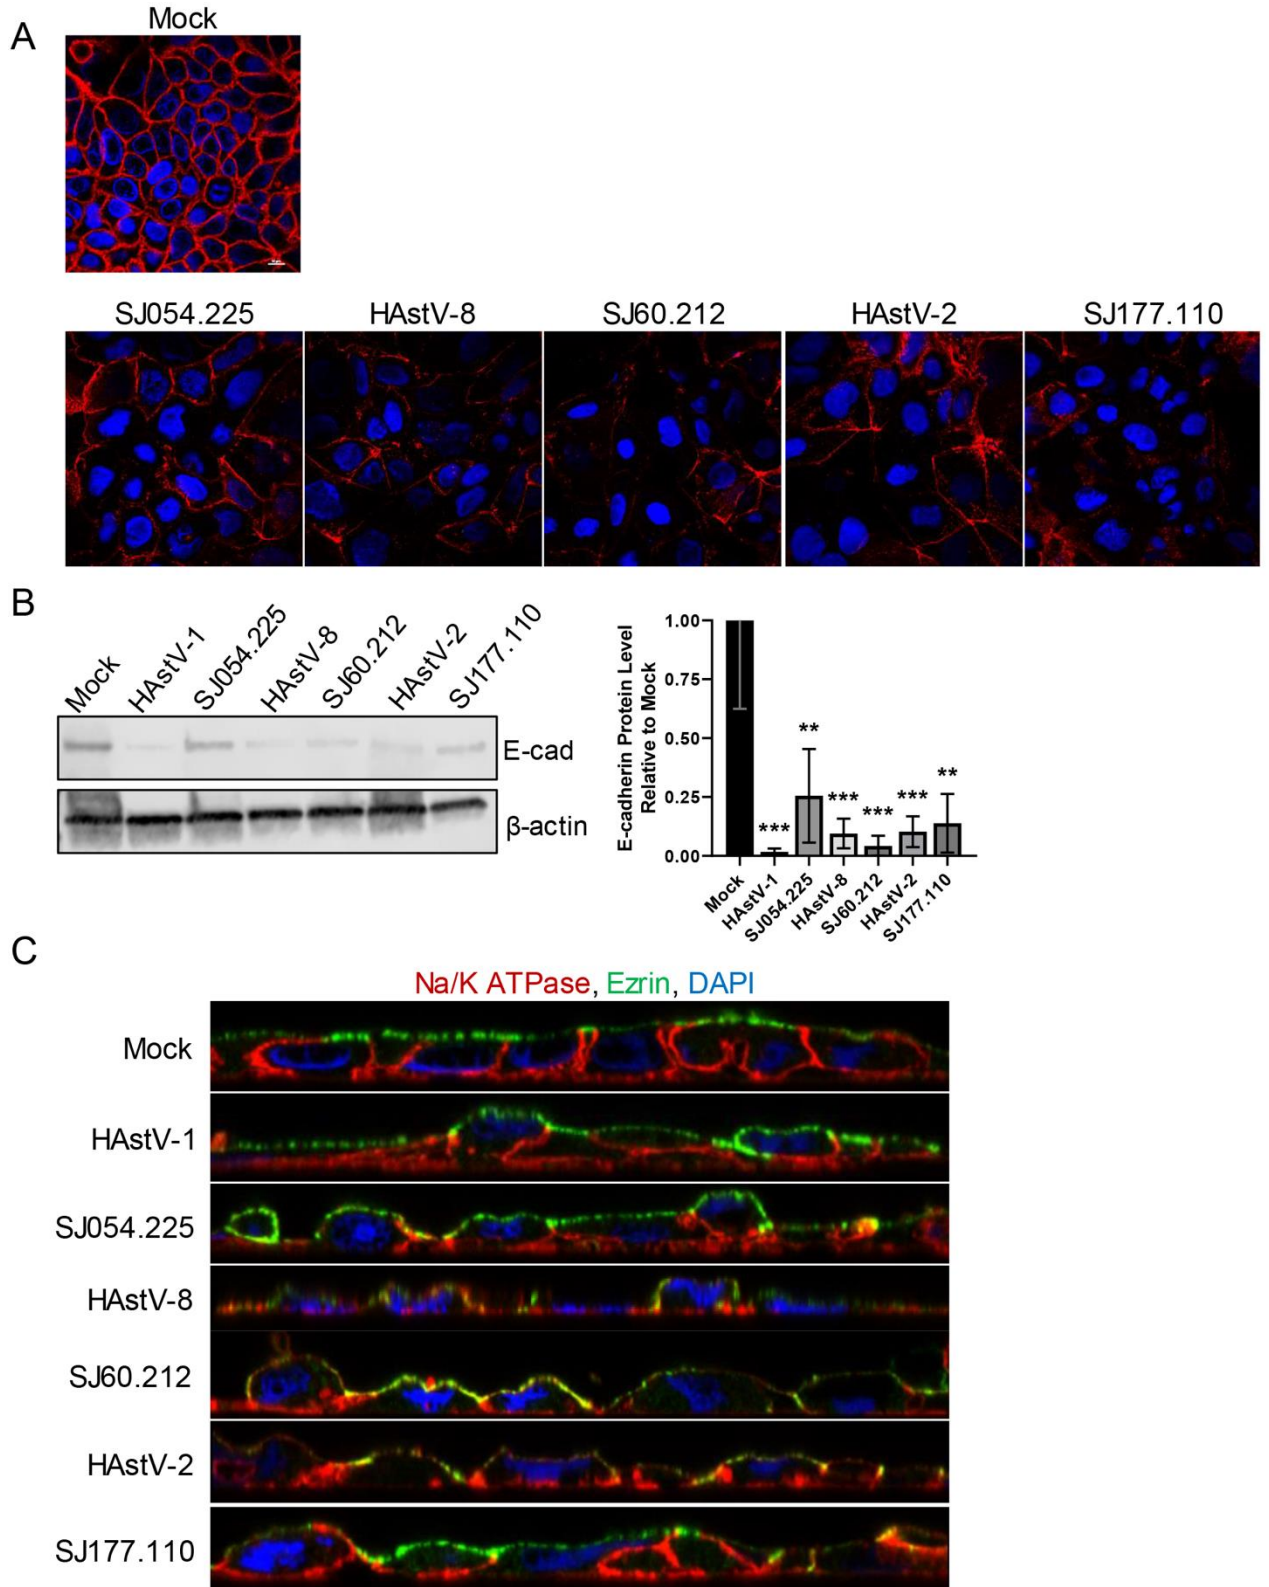 A
Mock
SJ054.225 HAstV-8 SJ60.212 HAstV-2 SJ177.110
B
Mock HAstV-1 SJ054.225 HAstV-8 SJ60.212 HAstV-2 SJ177.110
E-cad
β-actin
E-cadherin Protein Level
Relative to Mock
1.00
0.75
0.50
0.25
0.00
** *** *** *** *** **
Mock HAstV-1 SJ054.225 HAstV-8 SJ60.212 HAstV-2 SJ177.110
C
Na/K ATPase, Ezrin, DAPI
Mock
HAstV-1
SJ054.225
HAstV-8
SJ60.212
HAstV-2
SJ177.110